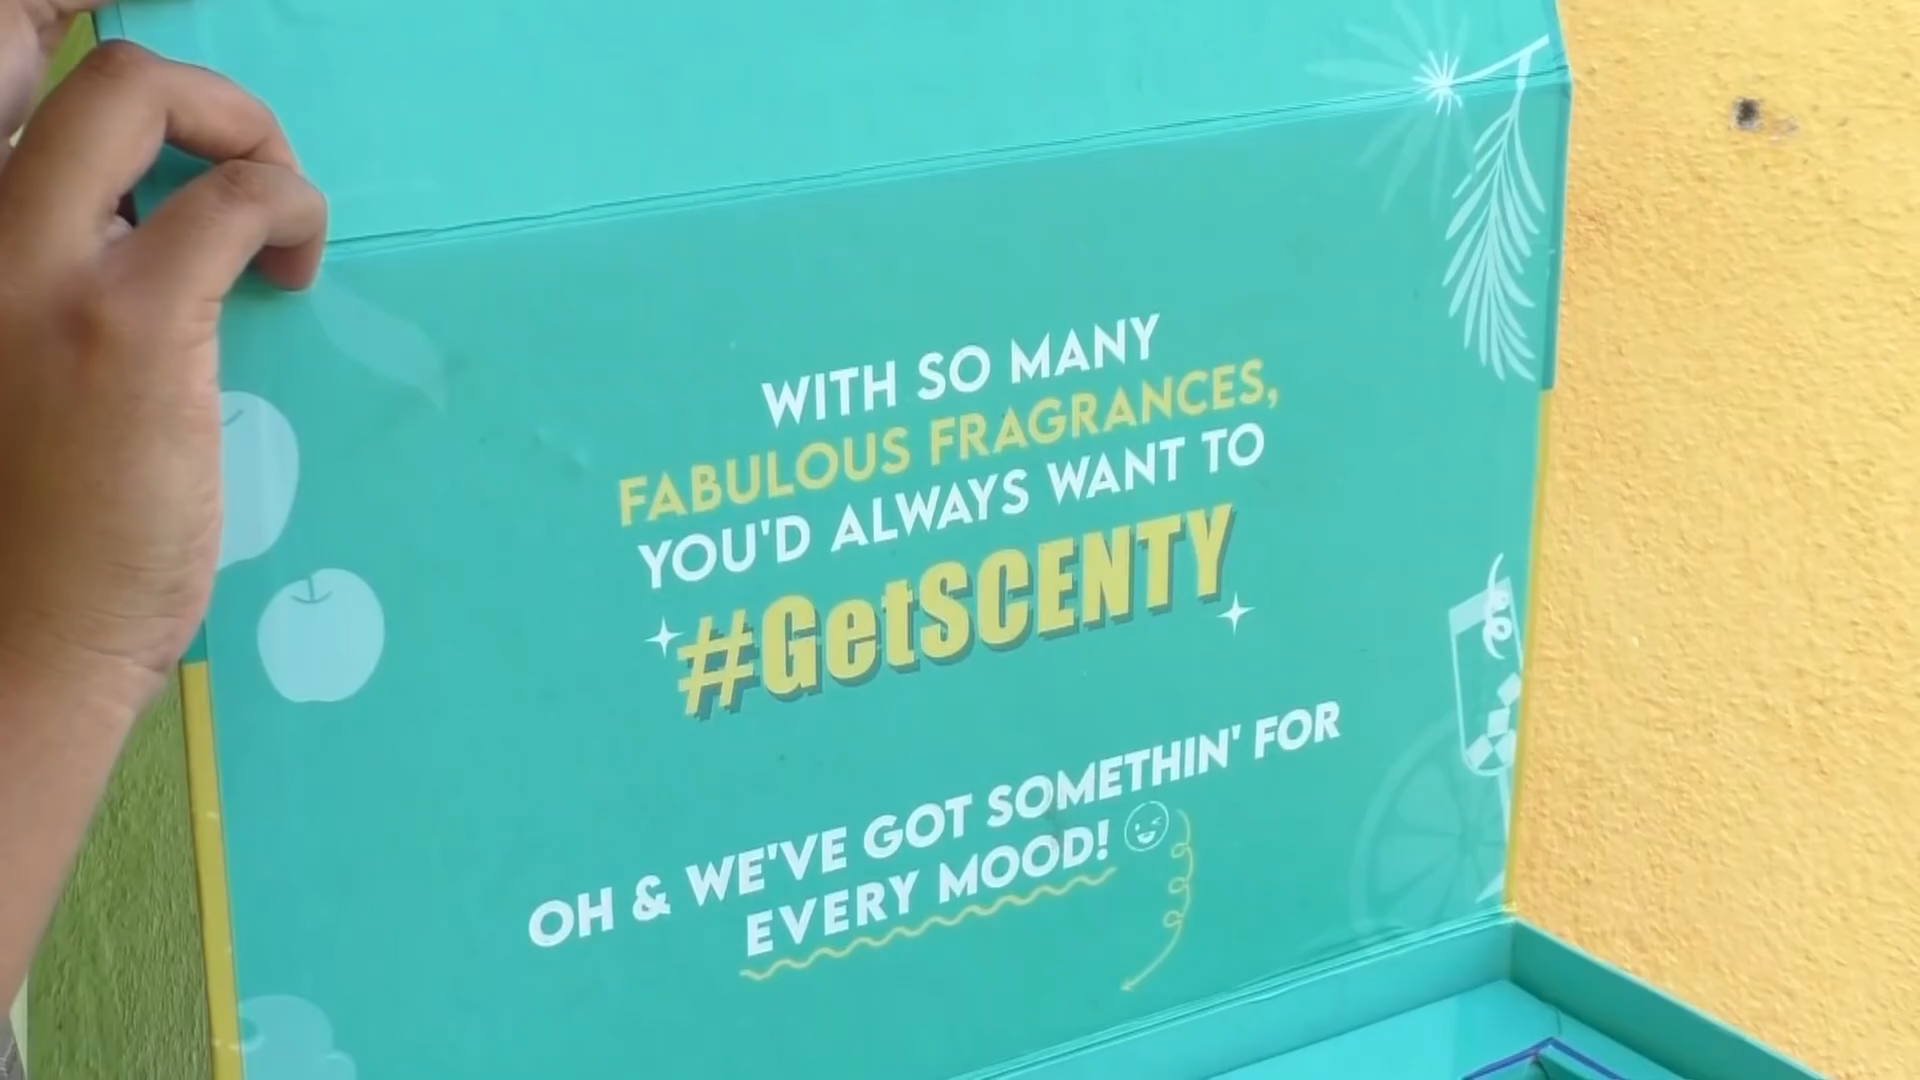 WITH SO MANY
FABULOUS FRAGRANCES,
YOU'D ALWAYS WANT TO
#GetSCENTY
OH & WE'VE GOT SOMETHIN' FOR
EVERY MOOD!